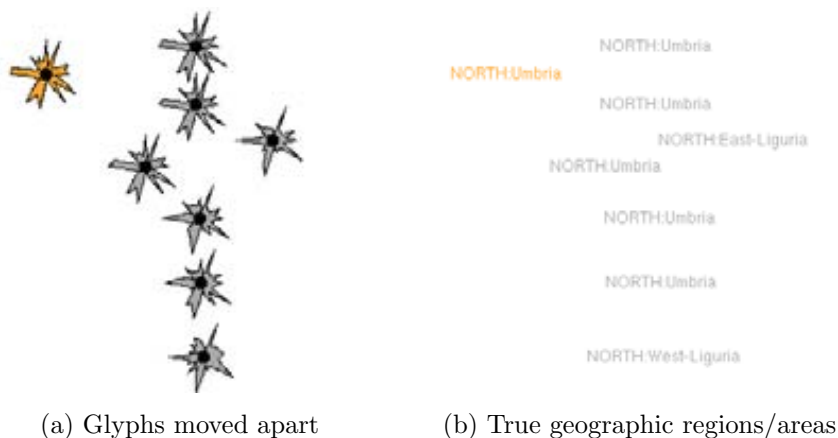 NORTH:Umbria
NORTH:Umbria
NORTH:Umbria
NORTH:East-Liguria
NORTH:Umbria
NORTH:Umbria
NORTH:Umbria
NORTH:West-Liguria
(a) Glyphs moved apart
(b) True geographic regions/areas